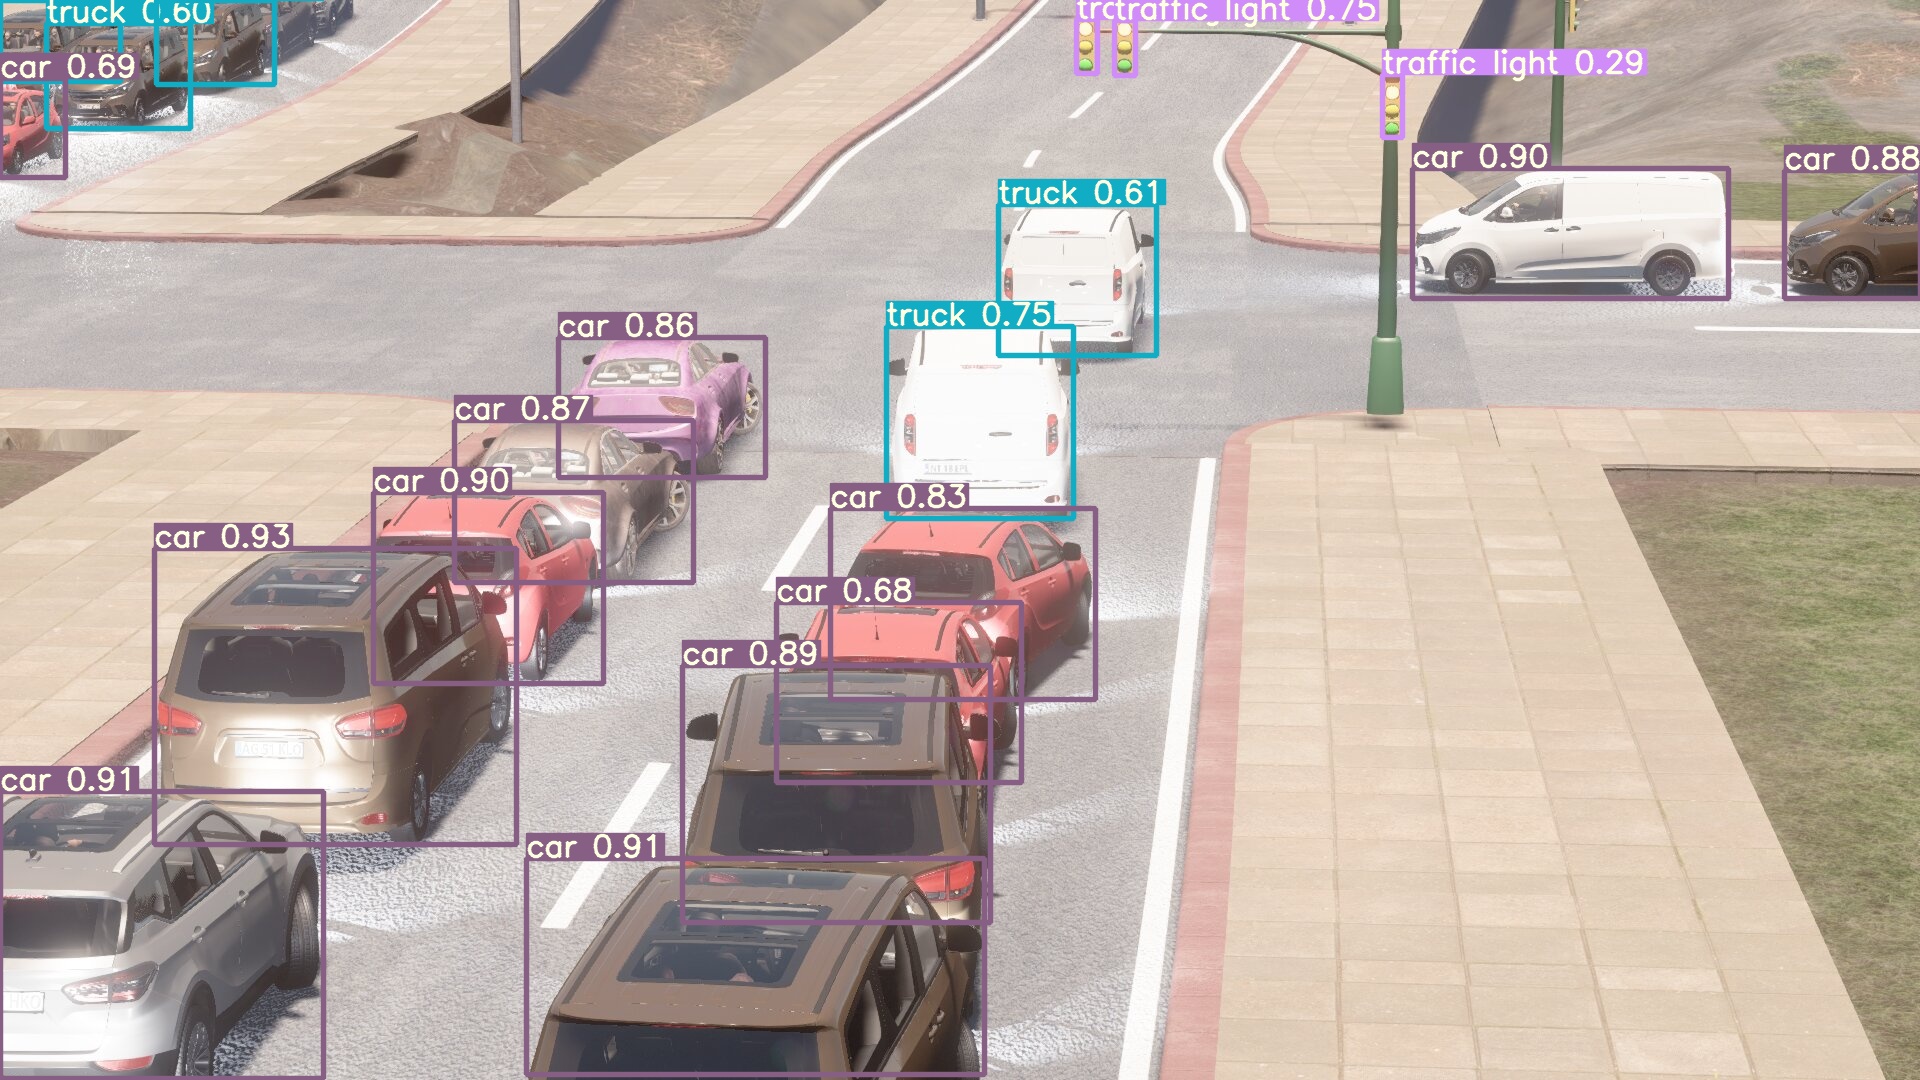 truck 0.60
traffic_light 0.75
car 0.69
traffic light 0.29
car 0.90
car 0.88
truck 0.61
truck 0.75
car 0.86
car 0.87
car 0.90
car 0.83
car 0.93
car 0.68
car 0.89
car 0.91
car 0.91